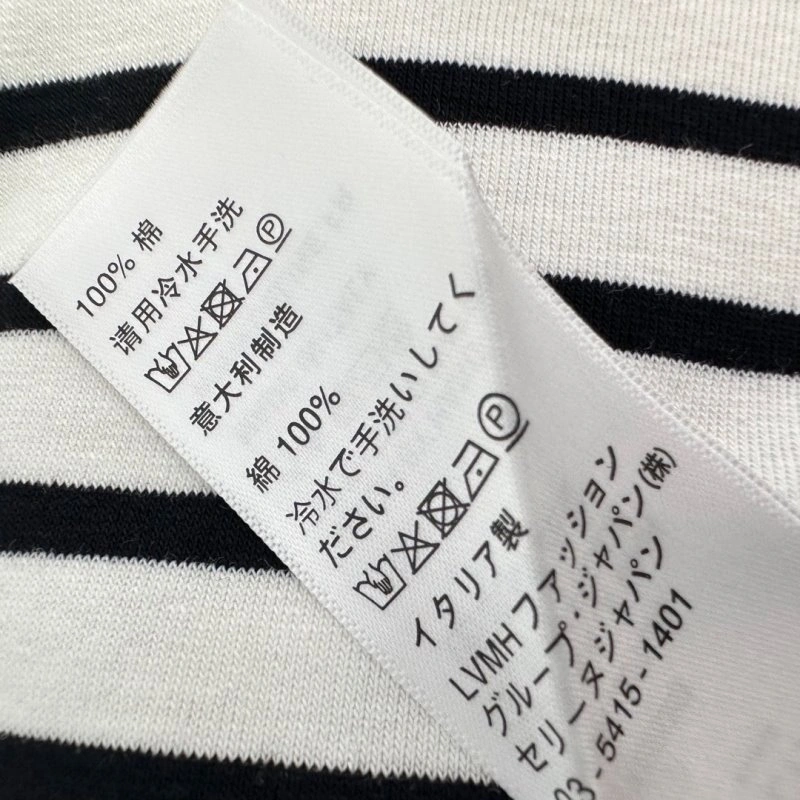 100% 棉
请用冷水手洗
意大利制造
綿 100%
冷水で手洗いしてく
ださい。
イタリア製
LVMH ファッション
グループ・ジャパン(株)
セリーヌジャパン
03-5415-1401